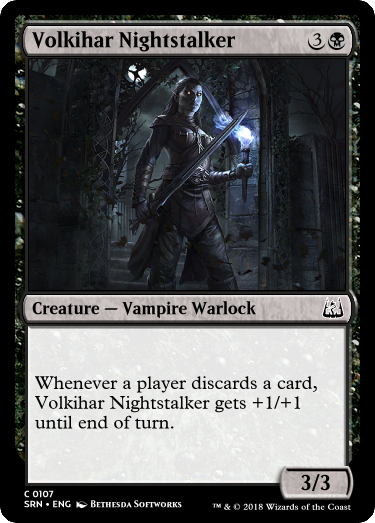 Volkihar Nightstalker 3
Creature — Vampire Warlock
Whenever a player discards a card,
Volkihar Nightstalker gets +1/+1
until end of turn.
3/3
C 0107
SRN • ENG Bethesda Softworks
™ & © 2018 Wizards of the Coast